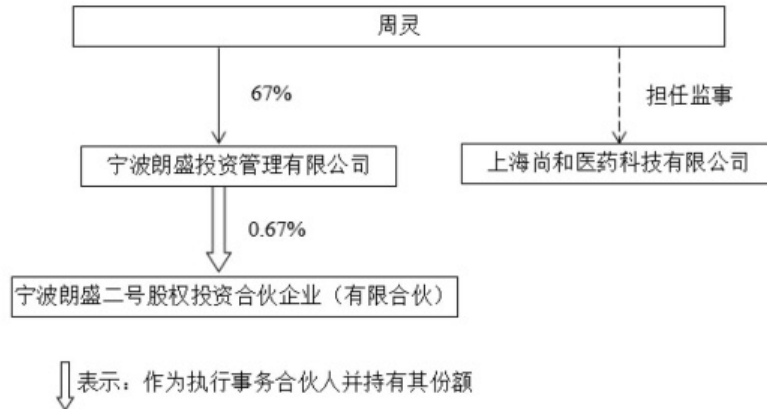 周灵
67%
担任监事
宁波朗盛投资管理有限公司
上海尚和医药科技有限公司
0.67%
宁波朗盛二号股权投资合伙企业（有限合伙）
表示：作为执行事务合伙人并持有其份额